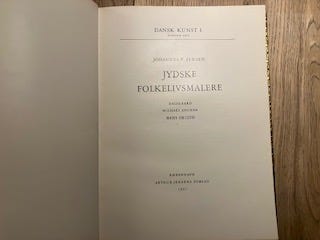 DANSK KUNST I
JOHANNES V. JENSEN
JYDSKE
FOLKELIVSMALERE
DALSGAARD
MICHAEL ANCHER
HANS SMIDTH
KØBENHAVN
ARTHUR JENSENS FORLAG